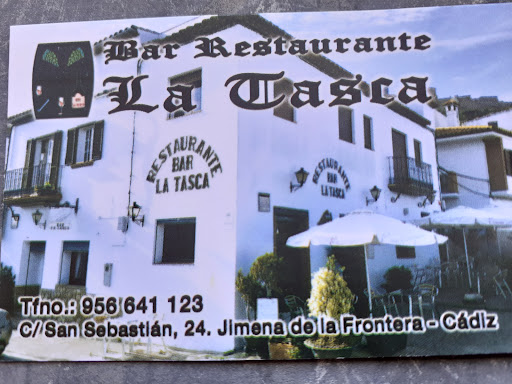 Bar Restaurante
La Tasca
RESTAURANTE
BAR
LA TASCA
RESTAURANTE
BAR
LA TASCA
Tfno.: 956 641 123
C/ San Sebastián, 24. Jimena de la Frontera - Cádiz